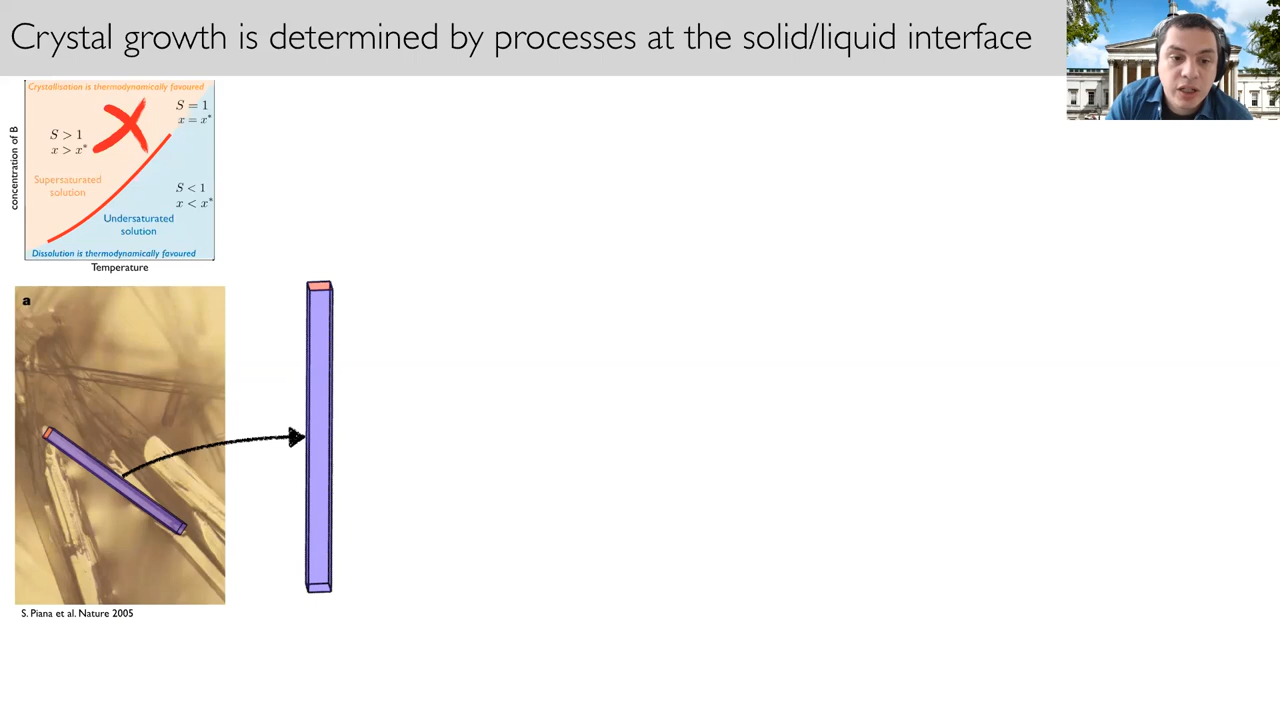 Crystal growth is determined by processes at the solid/liquid interface
Crystallisation is thermodynamically favoured
S = 1
x = x*
S > 1
x > x*
Supersaturated
solution
S < 1
x < x*
Undersaturated
solution
Dissolution is thermodynamically favoured
concentration of B
Temperature
a
S. Piana et al. Nature 2005